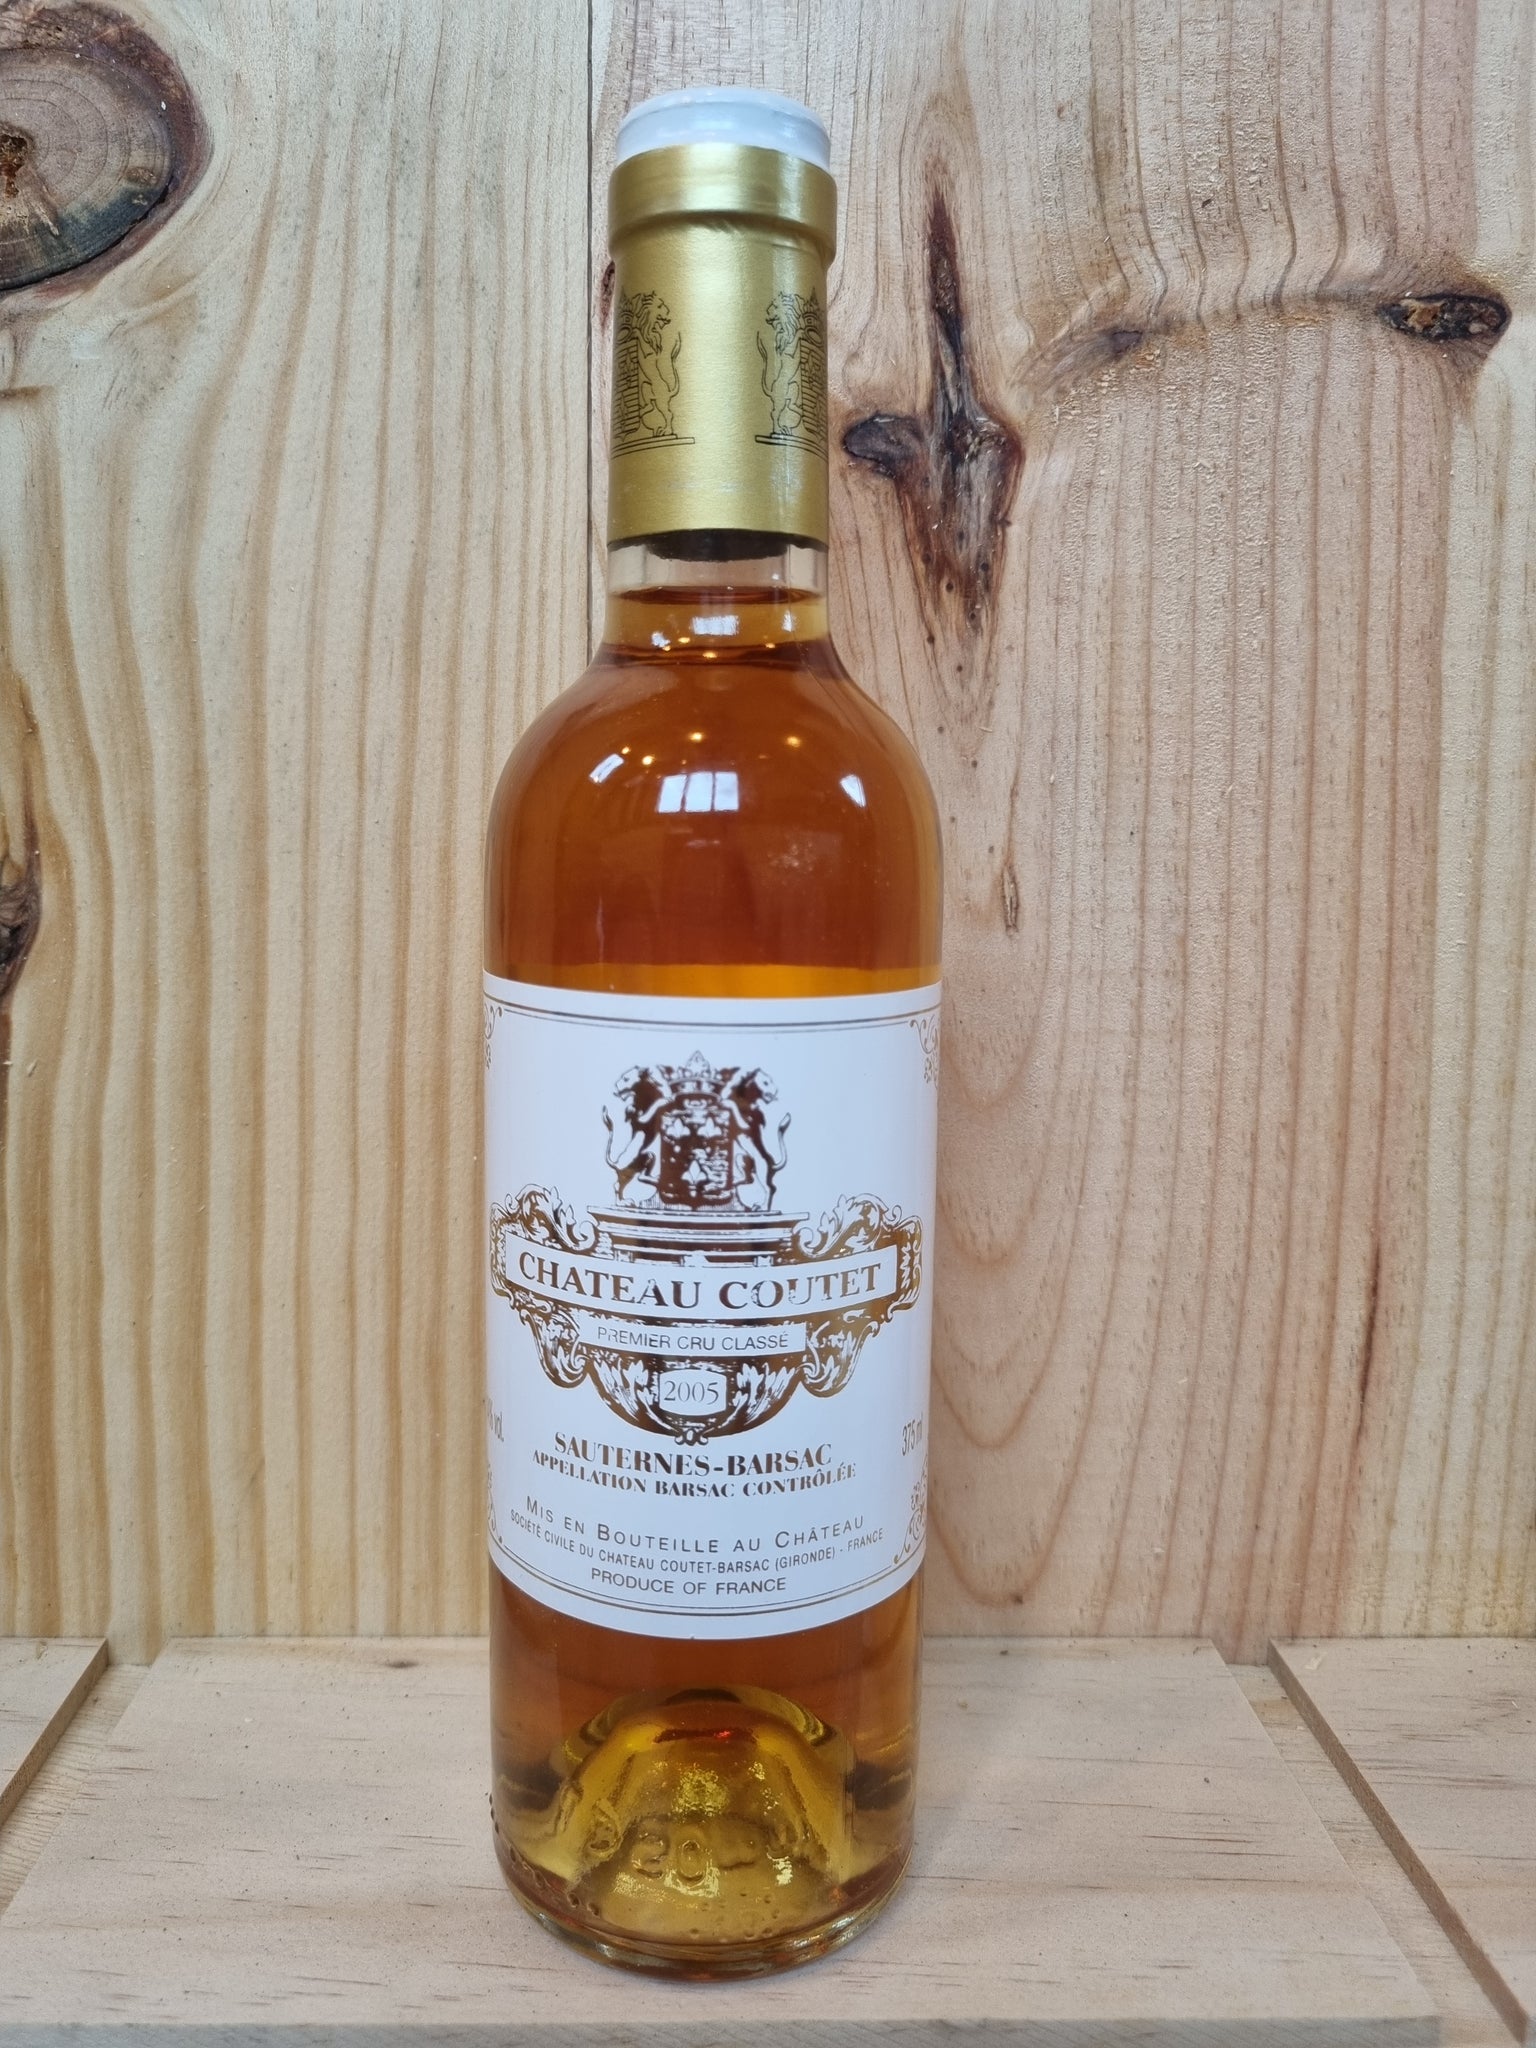 CHATEAU COUTET
PREMIER CRU CLASSÉ
2005
vol.
375 ml
SAUTERNES-BARSAC
APPELLATION BARSAC CONTRÔLÉE
MIS EN BOUTEILLE AU CHÂTEAU
SOCIÉTÉ CIVILE DU CHATEAU COUTET-BARSAC (GIRONDE) - FRANCE
PRODUCE OF FRANCE